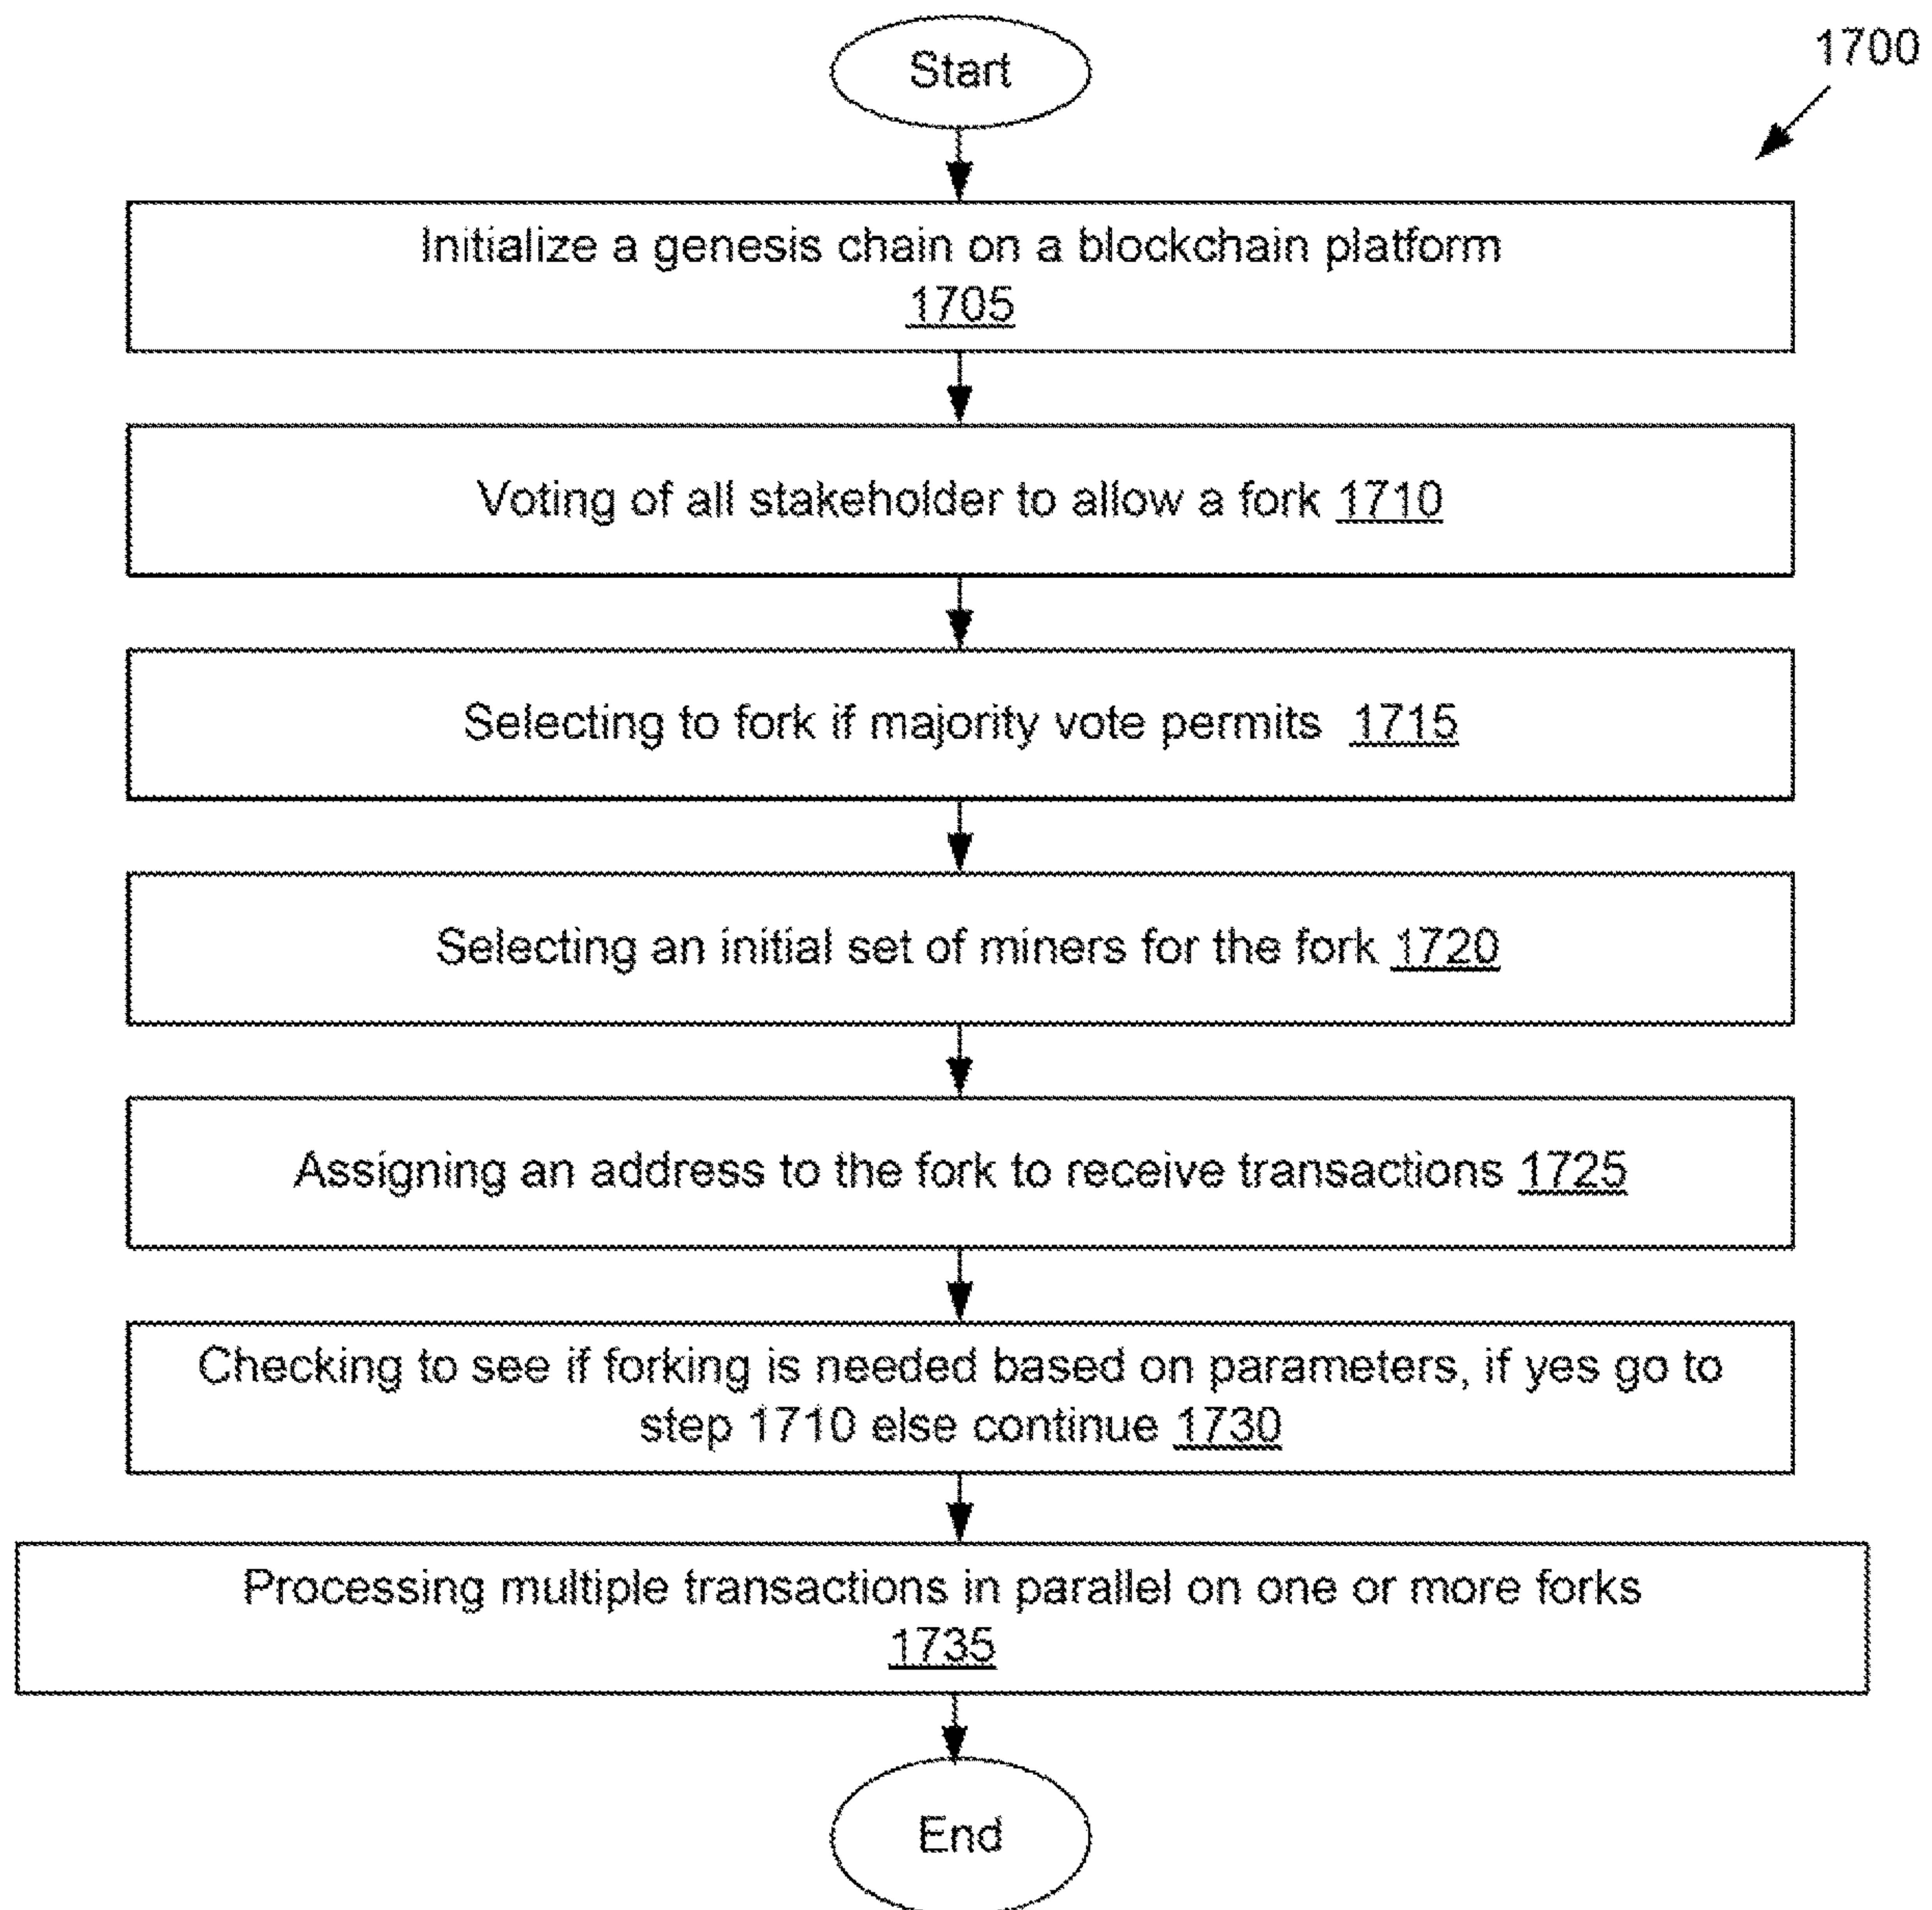 Start
1700
Initialize a genesis chain on a blockchain platform
1705
Voting of all stakeholder to allow a fork 1710
Selecting to fork if majority vote permits 1715
Selecting an initial set of miners for the fork 1720
Assigning an address to the fork to receive transactions 1725
Checking to see if forking is needed based on parameters, if yes go to
step 1710 else continue 1730
Processing multiple transactions in parallel on one or more forks
1735
End